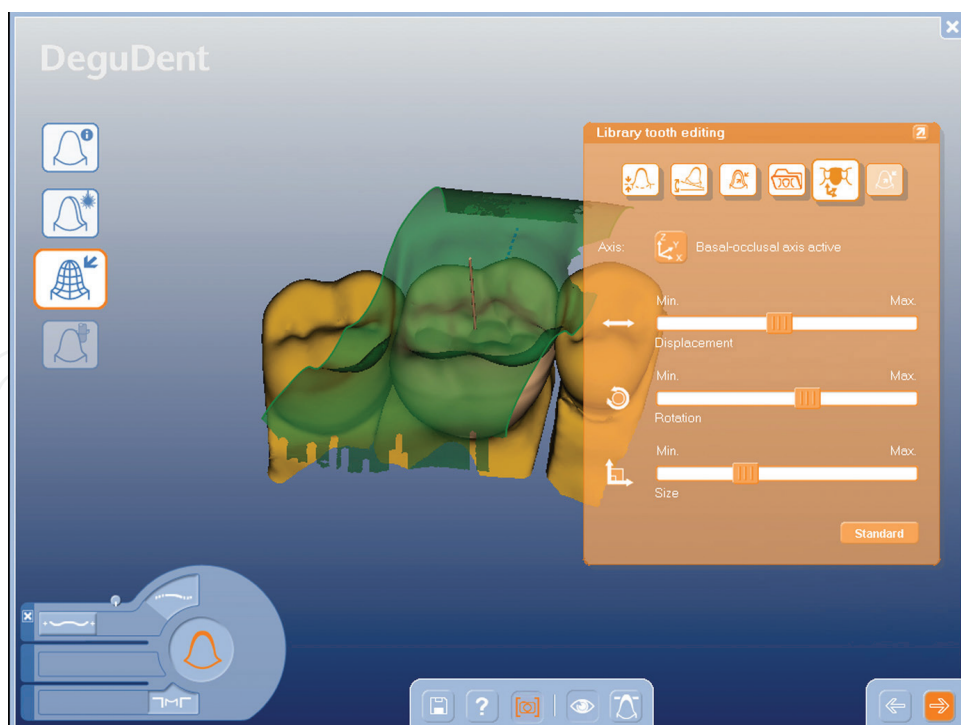 DeguDent
Library tooth editing
Axis:
Z
Y
X
Basal-occlusal axis active
Min. Max.
Displacement
Min. Max.
Rotation
Min. Max.
Size
Standard
?